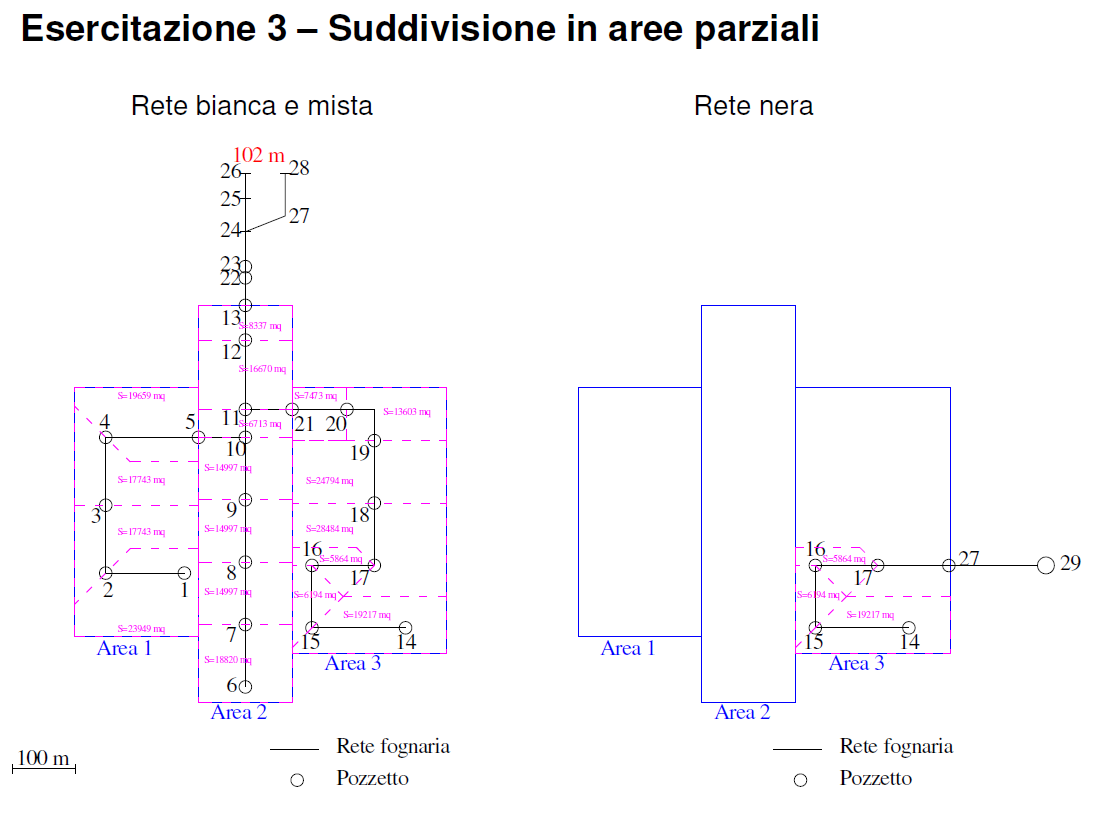 Esercitazione 3 – Suddivisione in aree parziali
Rete bianca e mista
Rete nera
102 m
26
28
25
27
24
23
22
13
S=8337 mq
12
S=16670 mq
S=19659 mq
S=7473 mq
S=13603 mq
4
5
11
S=6713 mq
21
20
10
19
S=14997 mq
S=17743 mq
S=24794 mq
3
9
18
S=14997 mq
S=28484 mq
S=17743 mq
16
S=5864 mq
8
17
2
1
S=14997 mq
S=6194 mq
S=19217 mq
S=23949 mq
7
15
14
Area 1
S=18820 mq
Area 3
6
Area 2
16
S=5864 mq
27
29
17
S=6194 mq
S=19217 mq
15
14
Area 1
Area 3
Area 2
Rete fognaria
Pozzetto
Rete fognaria
Pozzetto
100 m